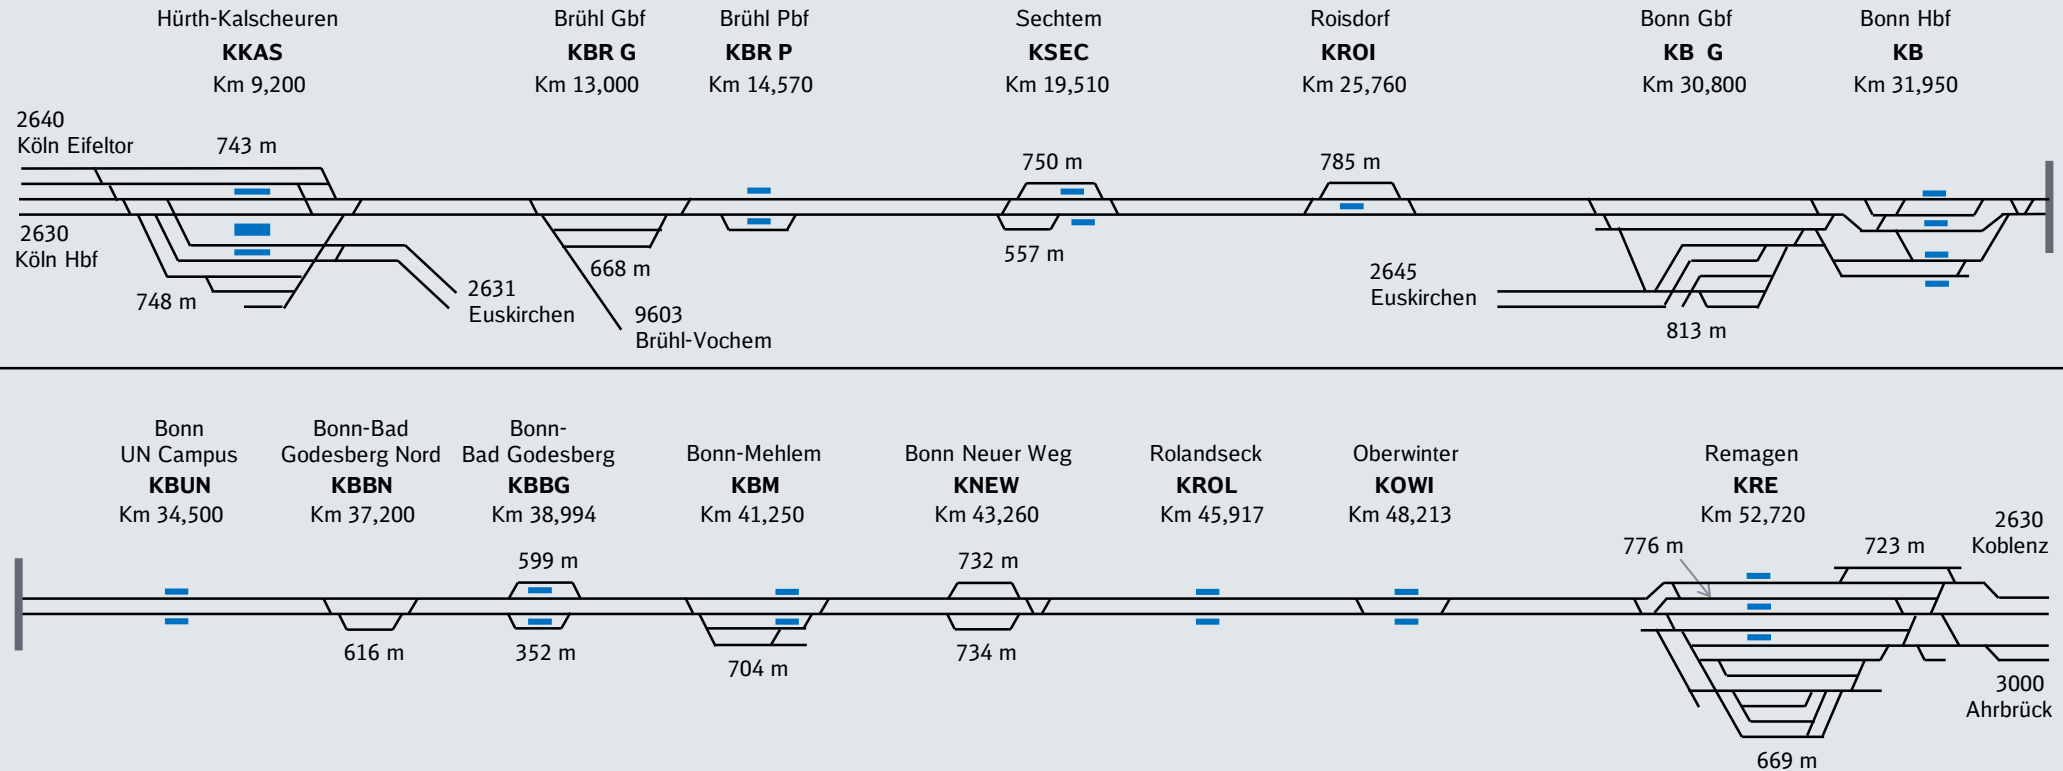 Hürth-Kalscheuren
KKAS
Km 9,200
Brühl Gbf
KBR G
Km 13,000
Brühl Pbf
KBR P
Km 14,570
Sechtem
KSEC
Km 19,510
Roisdorf
KROI
Km 25,760
Bonn Gbf
KB  G
Km 30,800
Bonn Hbf
KB
Km 31,950
2640
Köln Eifeltor
743 m
2630
Köln Hbf
748 m
2631
Euskirchen
668 m
9603
Brühl-Vochem
750 m
557 m
785 m
2645
Euskirchen
813 m
Bonn
UN Campus
KBUN
Km 34,500
Bonn-Bad
Godesberg Nord
KBBN
Km 37,200
Bonn-
Bad Godesberg
KBBG
Km 38,994
Bonn-Mehlem
KBM
Km 41,250
Bonn Neuer Weg
KNEW
Km 43,260
Rolandseck
KROL
Km 45,917
Oberwinter
KOWI
Km 48,213
Remagen
KRE
Km 52,720
616 m
599 m
352 m
704 m
732 m
734 m
776 m
723 m
2630
Koblenz
3000
Ahrbrück
669 m